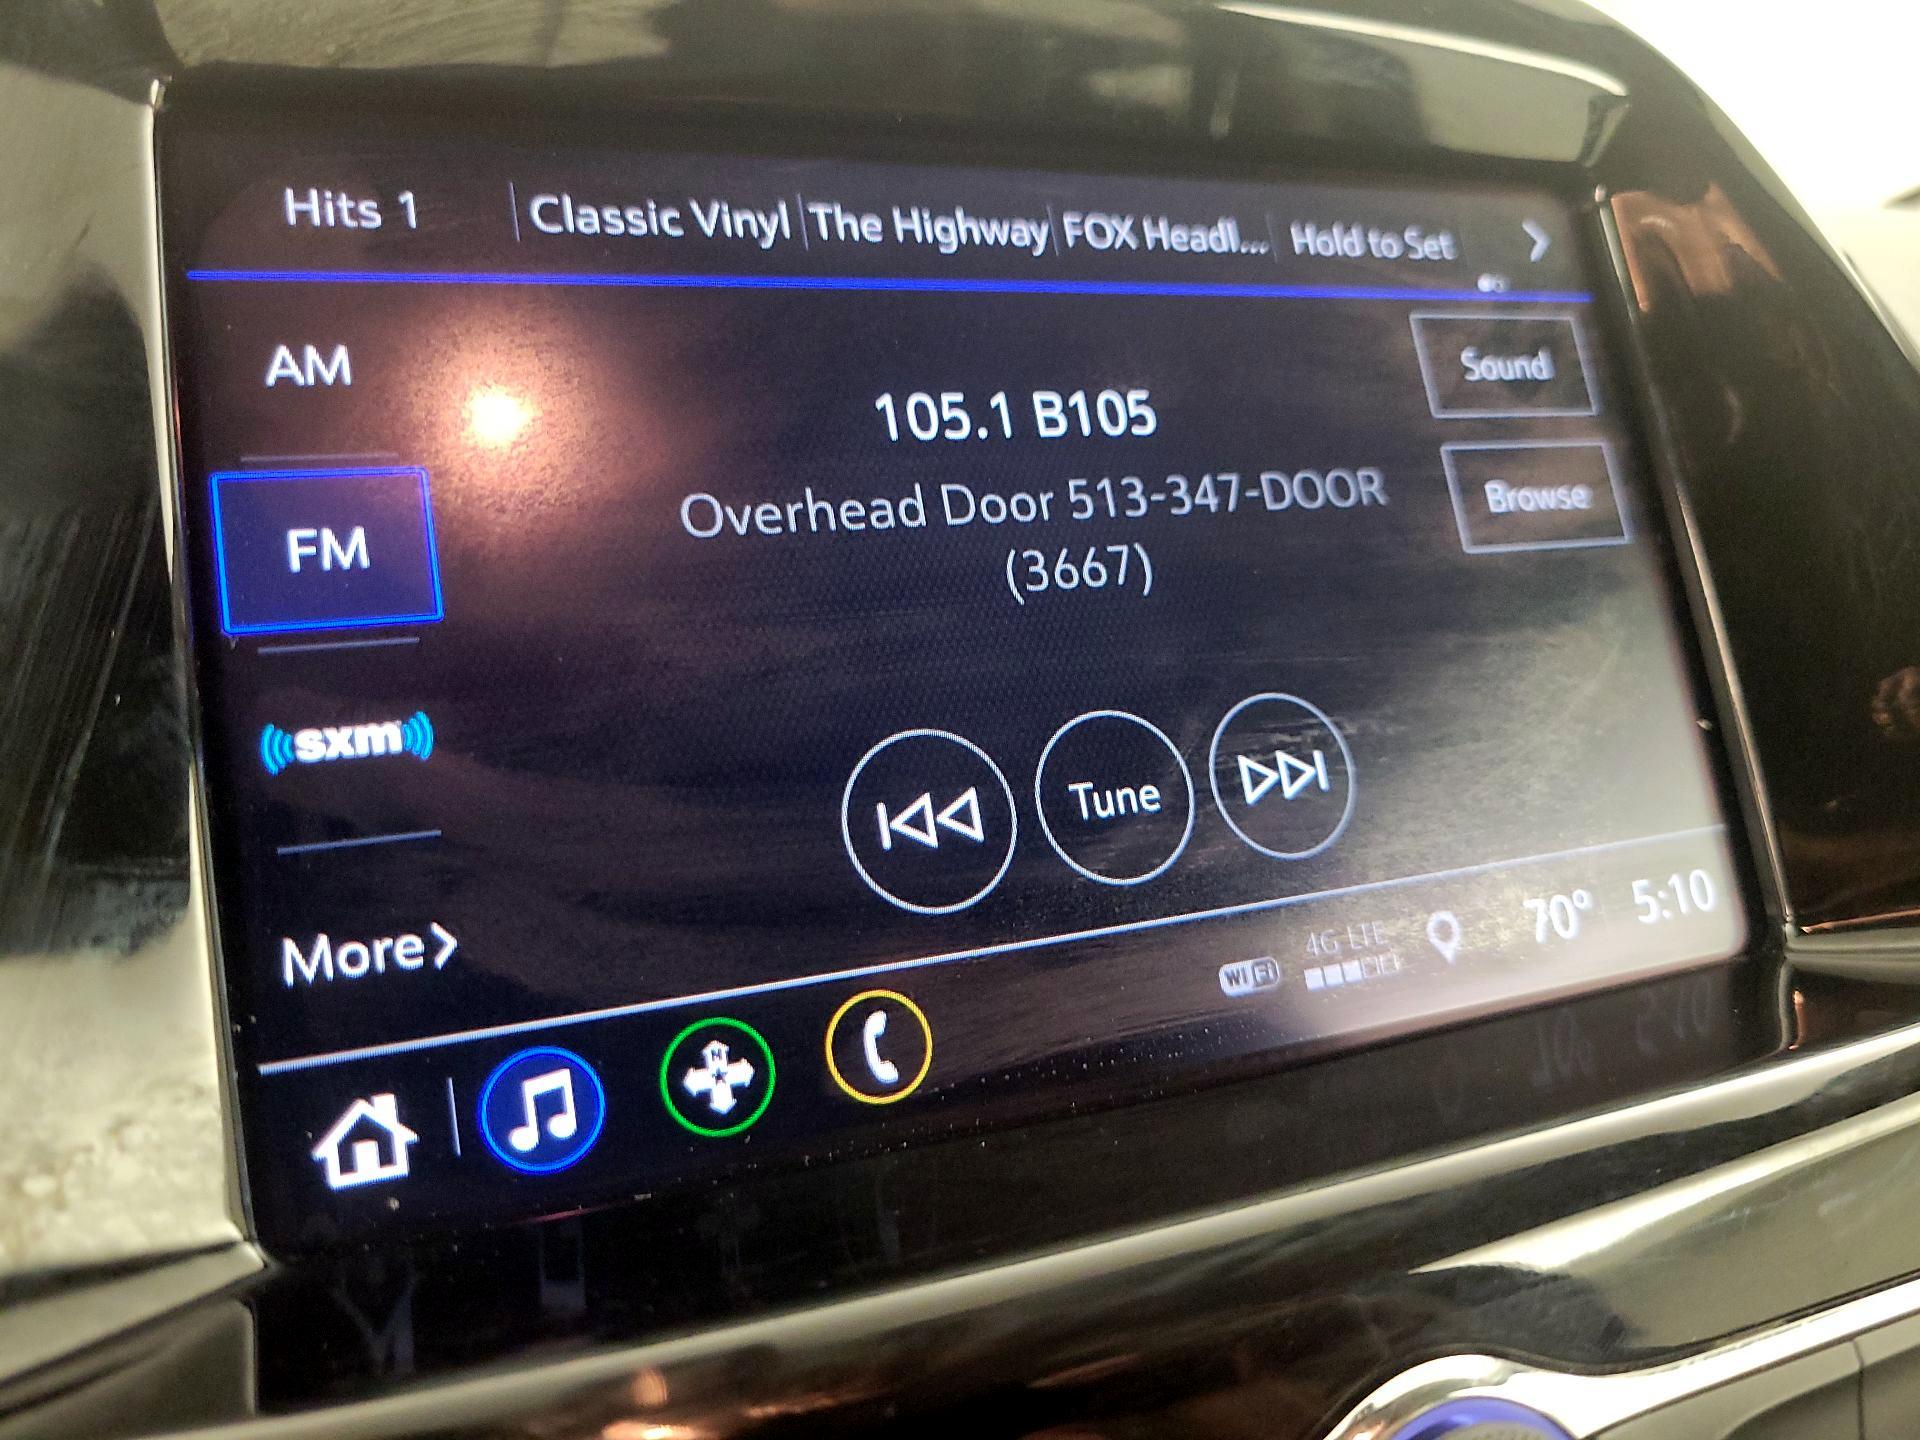 Hits 1
Classic Vinyl
The Highway
FOX Headl...
Hold to Set
AM
105.1 B105
Sound
Overhead Door 513-347-DOOR
(3667)
Browse
FM
sxm
Tune
More
WiFi
4G LTE
70° 5:10
N